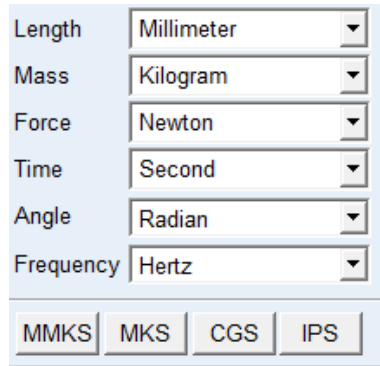 Length Millimeter
Mass Kilogram
Force Newton
Time Second
Angle Radian
Frequency Hertz
MMKS MKS CGS IPS